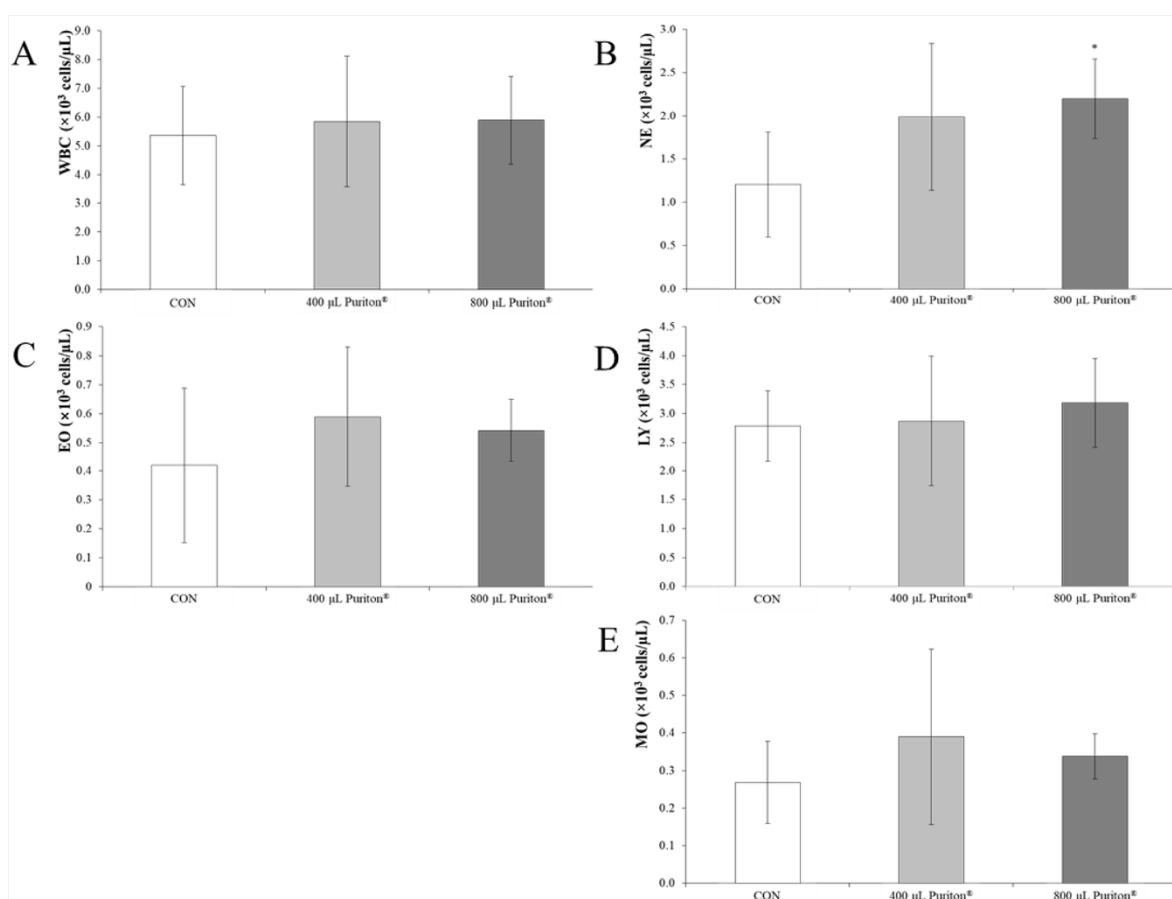 A
WBC (×10³ cells/μL)
9.0
8.0
7.0
6.0
5.0
4.0
3.0
2.0
1.0
0.0
CON
400 μL Puriton®
800 μL Puriton®
B
NE (×10³ cells/μL)
3.0
2.5
2.0
1.5
1.0
0.5
0.0
*
CON
400 μL Puriton®
800 μL Puriton®
C
EO (×10³ cells/μL)
0.9
0.8
0.7
0.6
0.5
0.4
0.3
0.2
0.1
0
CON
400 μL Puriton®
800 μL Puriton®
D
LY (×10³ cells/μL)
4.5
4.0
3.5
3.0
2.5
2.0
1.5
1.0
0.5
0.0
CON
400 μL Puriton®
800 μL Puriton®
E
MO (×10³ cells/μL)
0.7
0.6
0.5
0.4
0.3
0.2
0.1
0.0
CON
400 μL Puriton®
800 μL Puriton®